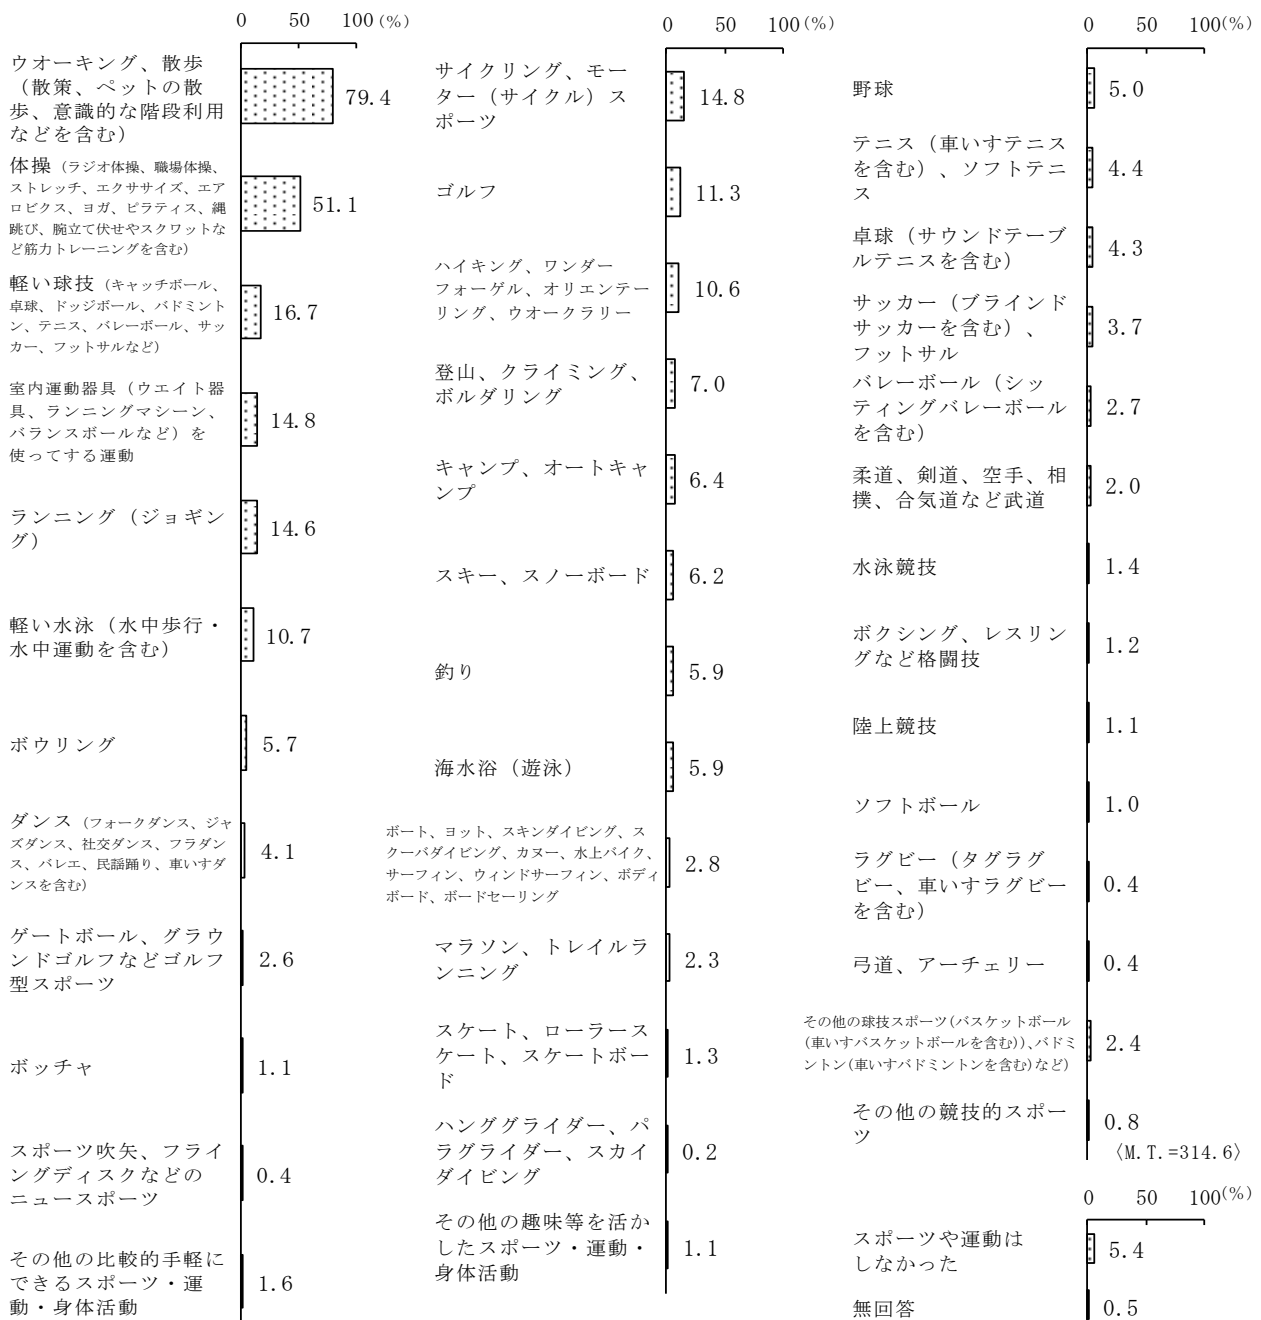 0 50 100(%)
ウオーキング、散歩
（散策、ペットの散
歩、意識的な階段利用
などを含む）
79.4
体操（ラジオ体操、職場体操、
ストレッチ、エクササイズ、エア
ロビクス、ヨガ、ピラティス、縄
跳び、腕立て伏せやスクワットな
ど筋力トレーニングを含む）
51.1
軽い球技（キャッチボール、
卓球、ドッジボール、バドミント
ン、テニス、バレーボール、サッ
カー、フットサルなど）
16.7
室内運動器具（ウエイト器
具、ランニングマシーン、
バランスボールなど）を
使ってする運動
14.8
ランニング（ジョギン
グ）
14.6
軽い水泳（水中歩行・
水中運動を含む）
10.7
ボウリング
5.7
ダンス（フォークダンス、ジャ
ズダンス、社交ダンス、フラダン
ス、バレエ、民謡踊り、車いすダ
ンスを含む）
4.1
ゲートボール、グラウ
ンドゴルフなどゴルフ
型スポーツ
2.6
ボッチャ
1.1
スポーツ吹矢、フライ
ングディスクなどの
ニュースポーツ
0.4
その他の比較的手軽に
できるスポーツ・運
動・身体活動
1.6
0 50 100(%)
サイクリング、モー
ター（サイクル）ス
ポーツ
14.8
ゴルフ
11.3
ハイキング、ワンダー
フォーゲル、オリエンテー
リング、ウオークラリー
10.6
登山、クライミング、
ボルダリング
7.0
キャンプ、オートキャ
ンプ
6.4
スキー、スノーボード
6.2
釣り
5.9
海水浴（遊泳）
5.9
ボート、ヨット、スキンダイビング、ス
クーバダイビング、カヌー、水上バイク、
サーフィン、ウィンドサーフィン、ボディ
ボード、ボードセーリング
2.8
マラソン、トレイルラ
ンニング
2.3
スケート、ローラース
ケート、スケートボー
ド
1.3
ハンググライダー、パ
ラグライダー、スカイ
ダイビング
0.2
その他の趣味等を活か
したスポーツ・運動・
身体活動
1.1
0 50 100(%)
野球
5.0
テニス（車いすテニス
を含む）、ソフトテニ
ス
4.4
卓球（サウンドテーブ
ルテニスを含む）
4.3
サッカー（ブラインド
サッカーを含む）、
フットサル
3.7
バレーボール（シッ
ティングバレーボール
を含む）
2.7
柔道、剣道、空手、相
撲、合気道など武道
2.0
水泳競技
1.4
ボクシング、レスリン
グなど格闘技
1.2
陸上競技
1.1
ソフトボール
1.0
ラグビー（タグラグ
ビー、車いすラグビー
を含む）
0.4
弓道、アーチェリー
0.4
その他の球技スポーツ(バスケットボール
(車いすバスケットボールを含む))､バドミ
ントン(車いすバドミントンを含む)など)
2.4
その他の競技的スポー
ツ
0.8
〈M.T.=314.6〉
0 50 100(%)
スポーツや運動は
しなかった
5.4
無回答
0.5